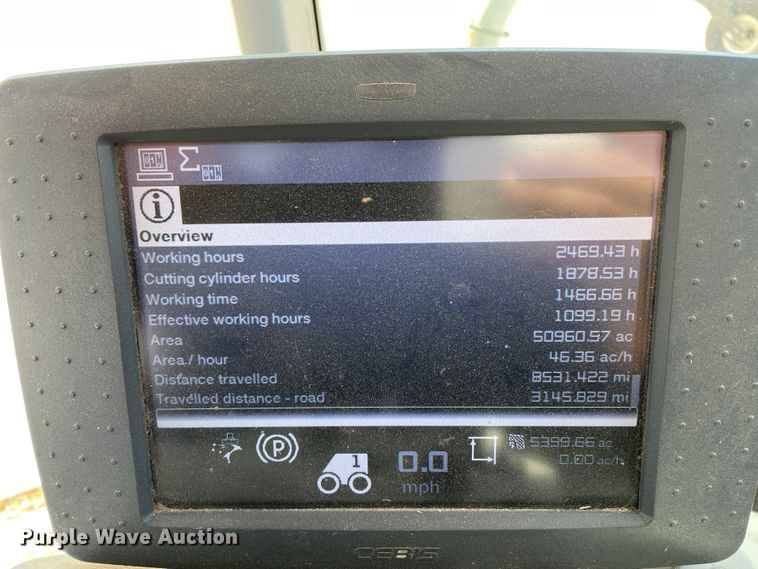 Overview
Working hours 2469.43 h
Cutting cylinder hours 1878.53 h
Working time 1466.66 h
Effective working hours 1099.19 h
Area 50960.57 ac
Area / hour 46.36 ac/h
Distance travelled 8531.422 mi
Travelled distance - road 3145.829 mi
P
1
0.0
mph
5399.66 ac
0.00 ac/h
Purple Wave Auction
CEBIS